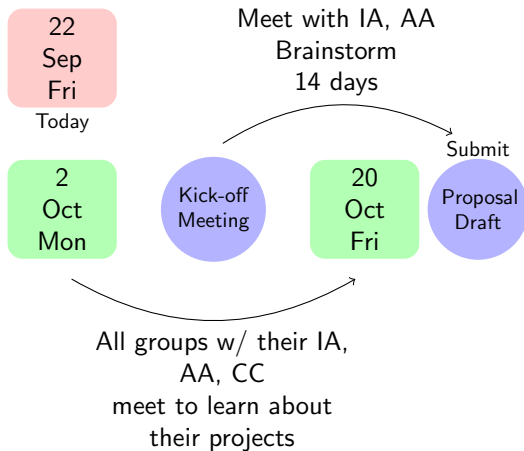 22
Sep
Fri
Today
Meet with IA, AA
Brainstorm
14 days
2
Oct
Mon
Kick-off
Meeting
20
Oct
Fri
Submit
Proposal
Draft
All groups w/ their IA,
AA, CC
meet to learn about
their projects